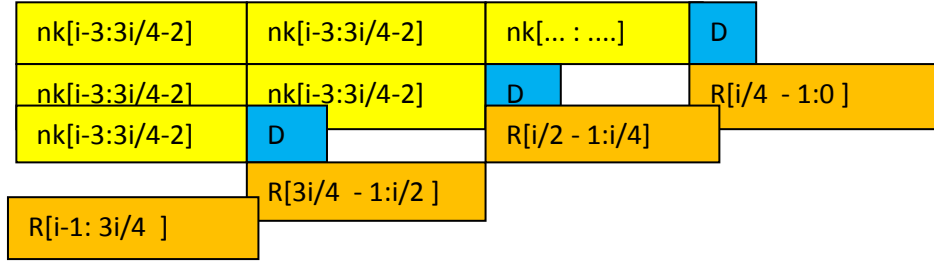 nk[i-3:3i/4-2] nk[i-3:3i/4-2] nk[... : ....] D
nk[i-3:3i/4-2] nk[i-3:3i/4-2] D R[i/4 - 1:0 ]
nk[i-3:3i/4-2] D R[i/2 - 1:i/4]
R[3i/4 - 1:i/2 ]
R[i-1: 3i/4 ]